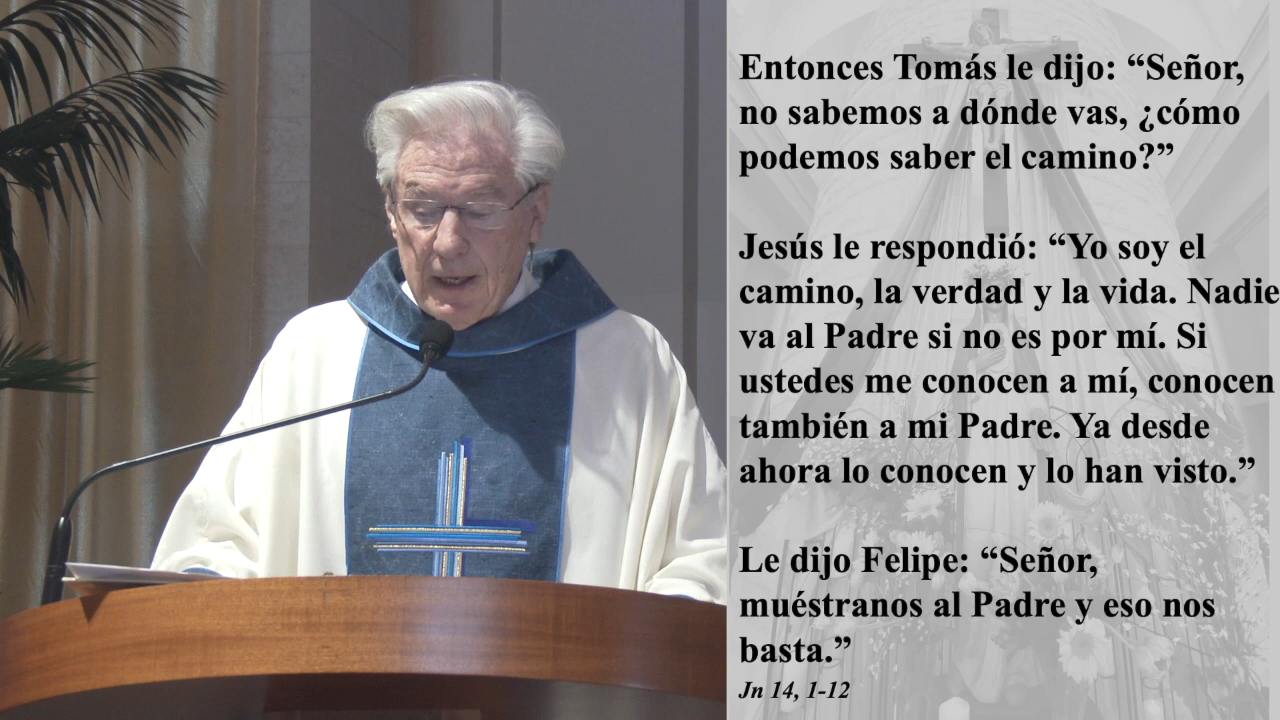 Entonces Tomás le dijo: “Señor,
no sabemos a dónde vas, ¿cómo
podemos saber el camino?”
Jesús le respondió: “Yo soy el
camino, la verdad y la vida. Nadie
va al Padre si no es por mí. Si
ustedes me conocen a mí, conocen
también a mi Padre. Ya desde
ahora lo conocen y lo han visto.”
Le dijo Felipe: “Señor,
muéstranos al Padre y eso nos
basta.”
Jn 14, 1-12